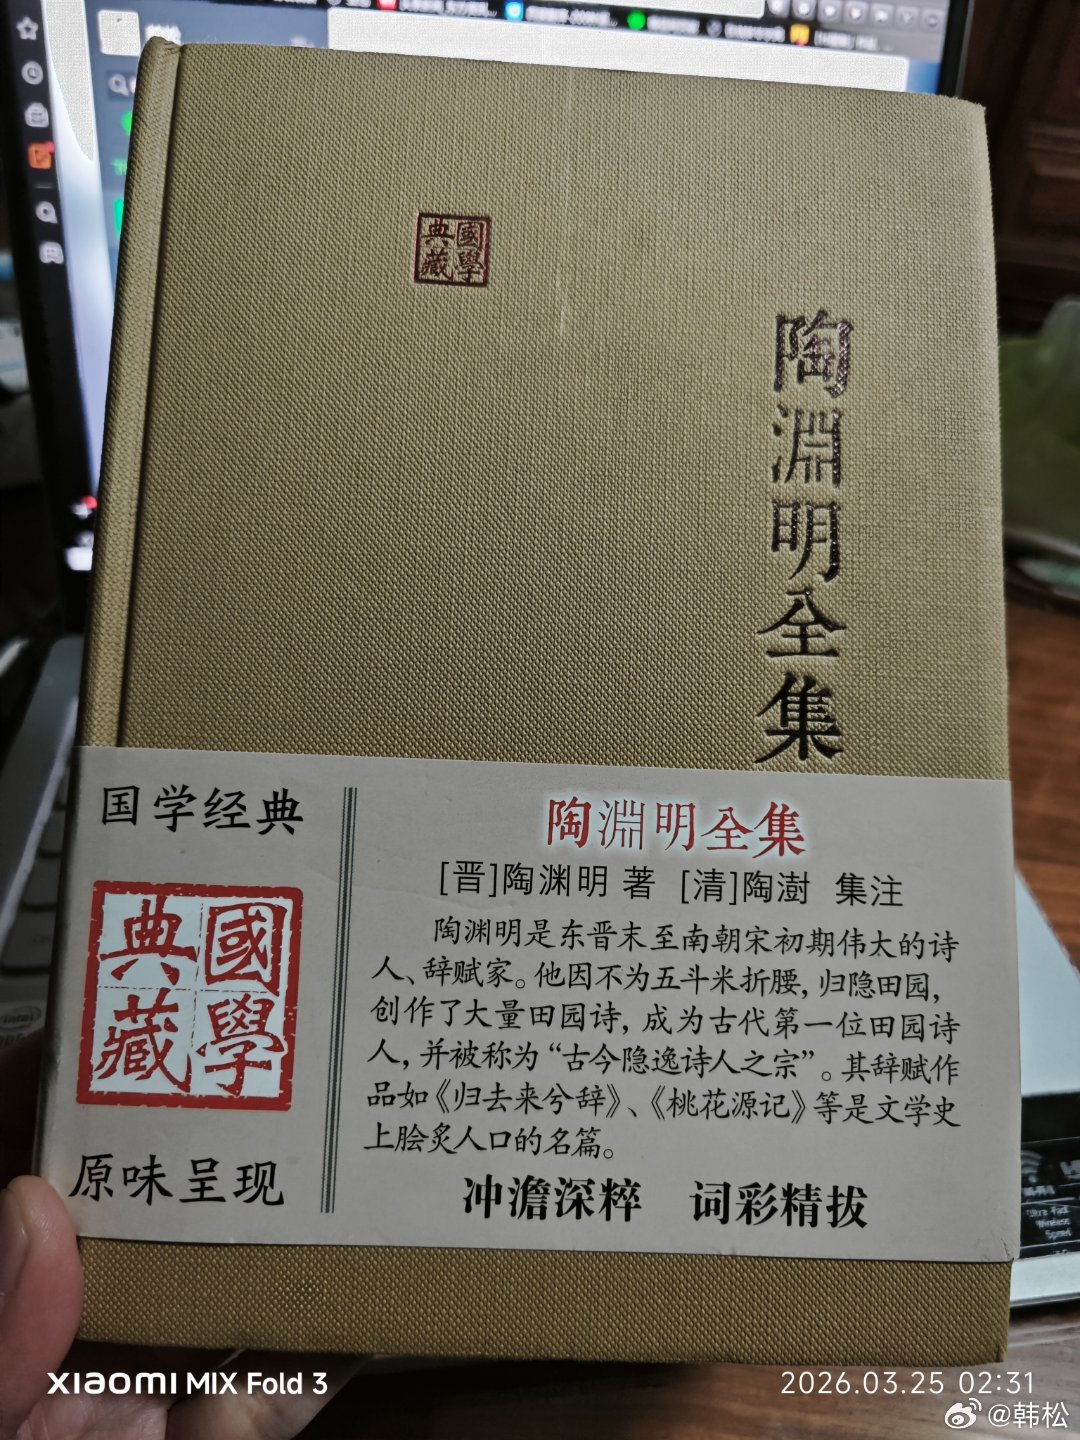 國學
典藏
陶淵明全集
国学经典
國學
典藏
原味呈现
陶淵明全集
[晋]陶渊明 著 [清]陶澍 集注
陶渊明是东晋末至南朝宋初期伟大的诗
人、辞赋家。他因不为五斗米折腰，归隐田园，
创作了大量田园诗，成为古代第一位田园诗
人，并被称为“古今隐逸诗人之宗”。其辞赋作
品如《归去来兮辞》、《桃花源记》等是文学史
上脍炙人口的名篇。
冲澹深粹 词彩精拔
intel
Ultra Fast
Wireless
Speed
XIAOMI MIX Fold 3
2026.03.25 02:31
@韩松